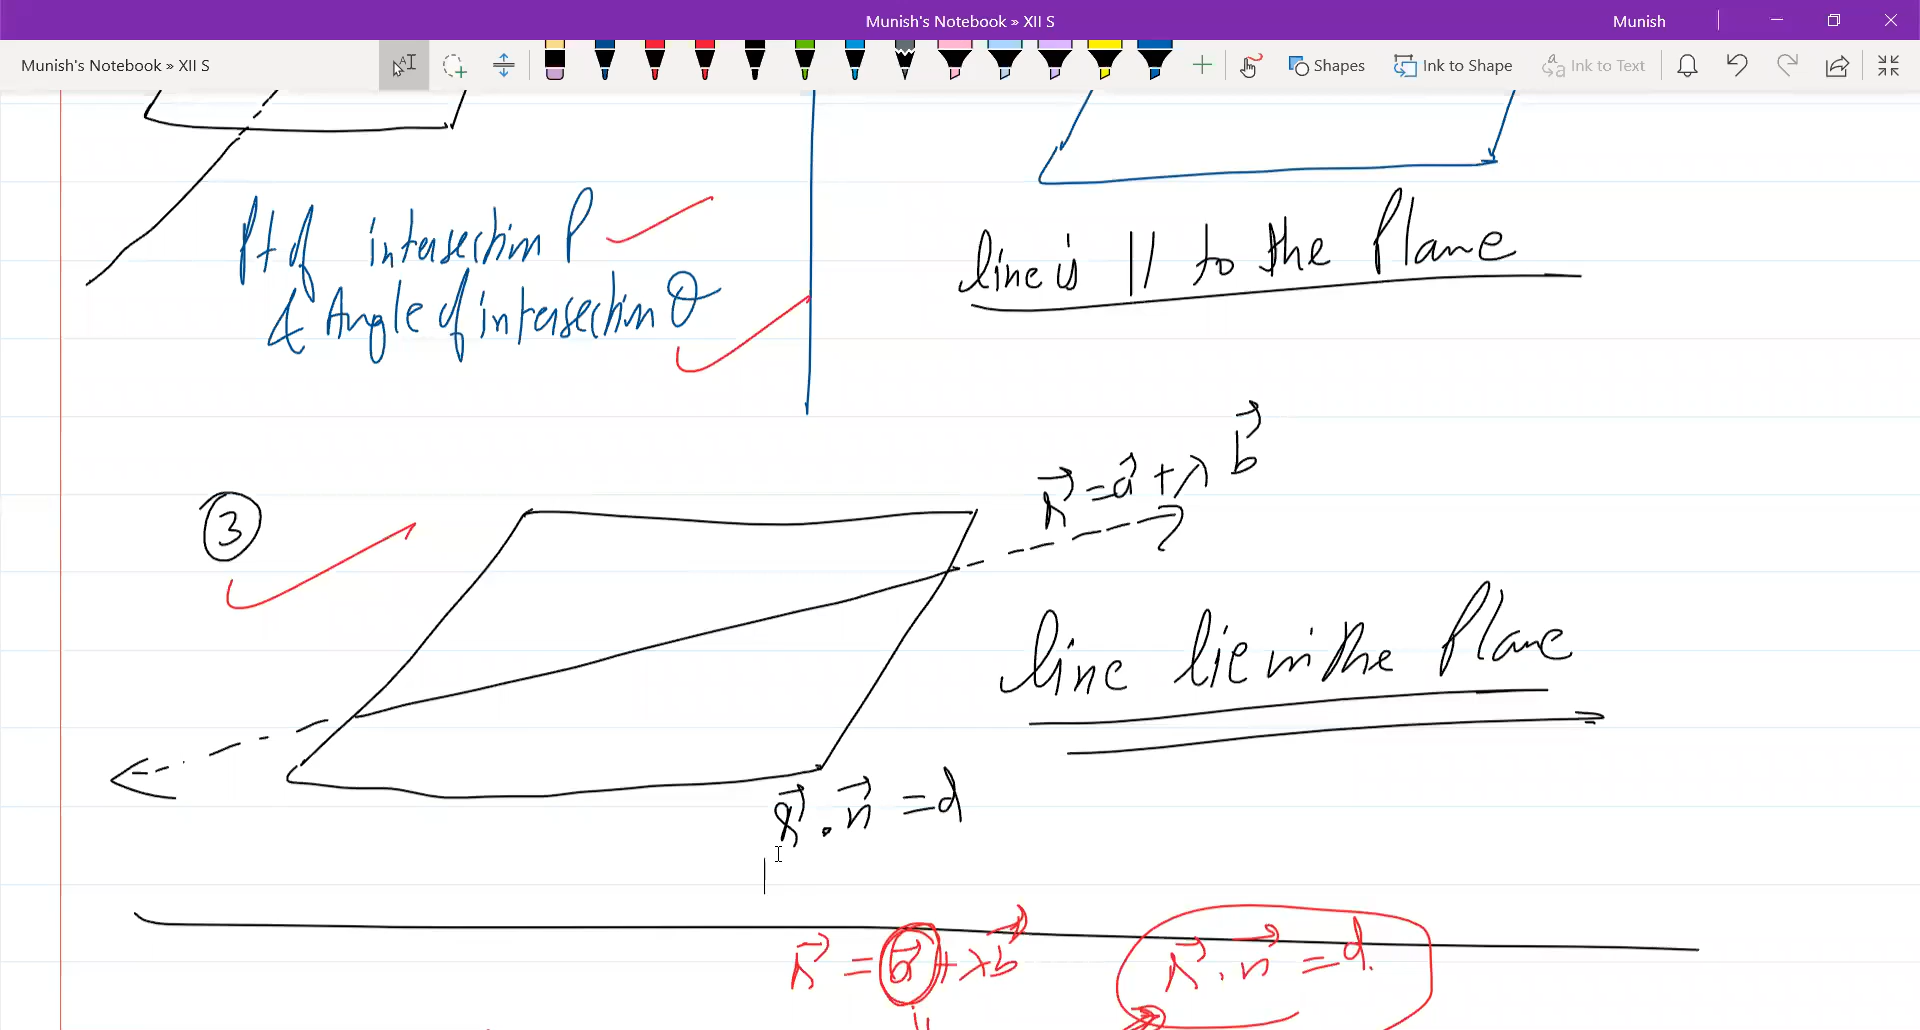 Munish's Notebook » XII S
Munish
Munish's Notebook » XII S
Shapes
Ink to Shape
Ink to Text
Pt of intersection P
& Angle of intersection θ
line is || to the Plane
③
r⃗ = a⃗ + λ b⃗
line lie in the Plane
r⃗ . n⃗ = d
r⃗ = a⃗ + λb⃗
r⃗ . n⃗ = d.